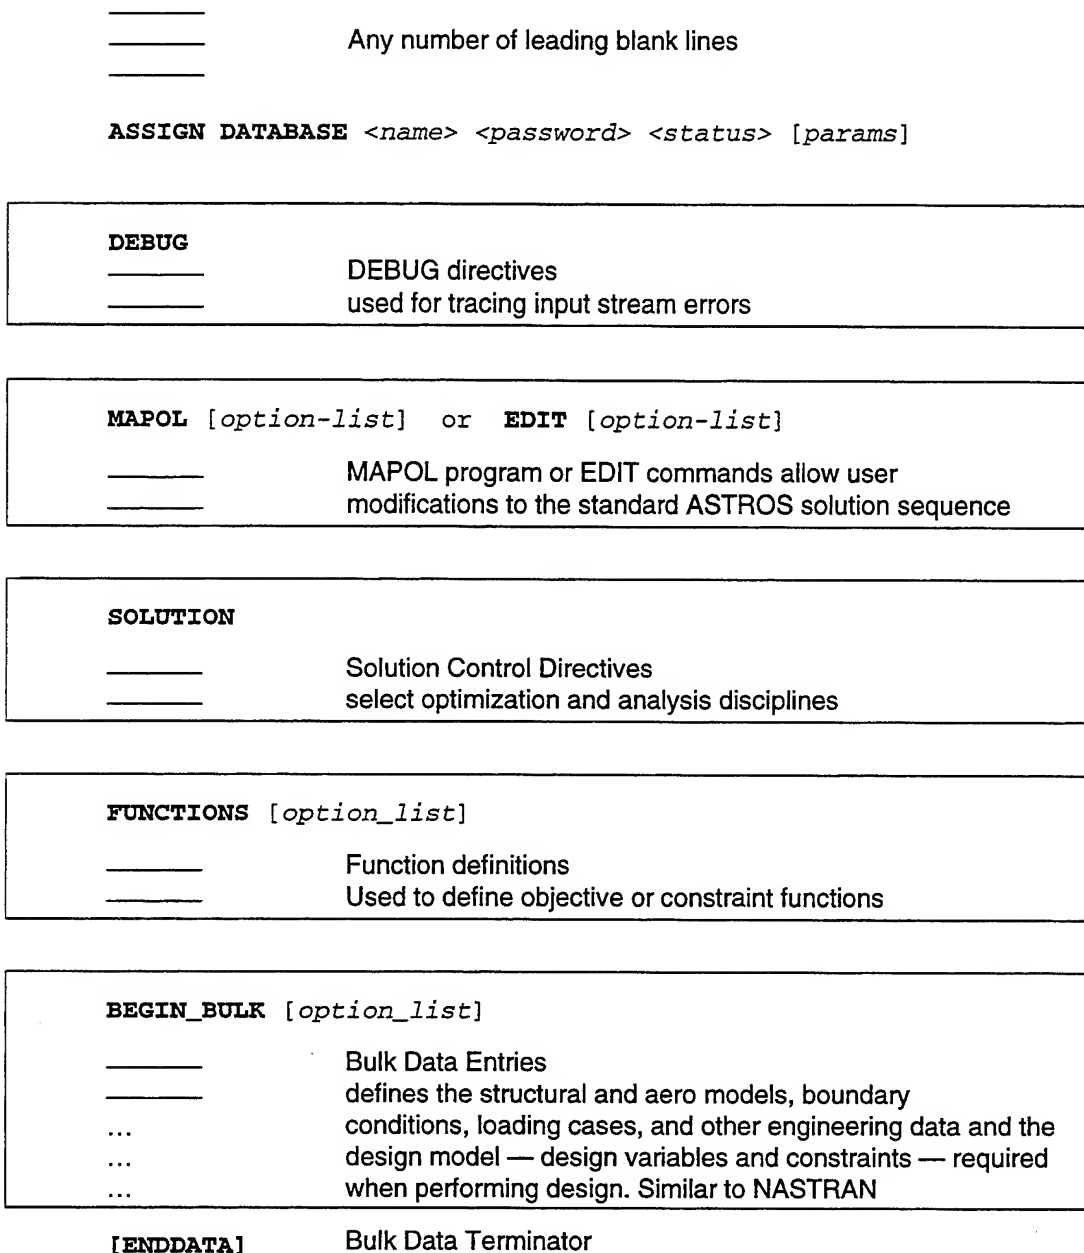 Any number of leading blank lines
ASSIGN DATABASE <name> <password> <status> [params]
DEBUG
DEBUG directives
used for tracing input stream errors
MAPOL [option-list] or EDIT [option-list]
MAPOL program or EDIT commands allow user
modifications to the standard ASTROS solution sequence
SOLUTION
Solution Control Directives
select optimization and analysis disciplines
FUNCTIONS [option_list]
Function definitions
Used to define objective or constraint functions
BEGIN_BULK [option_list]
Bulk Data Entries
defines the structural and aero models, boundary
... conditions, loading cases, and other engineering data and the
... design model — design variables and constraints — required
... when performing design. Similar to NASTRAN
[ENDDATA] Bulk Data Terminator